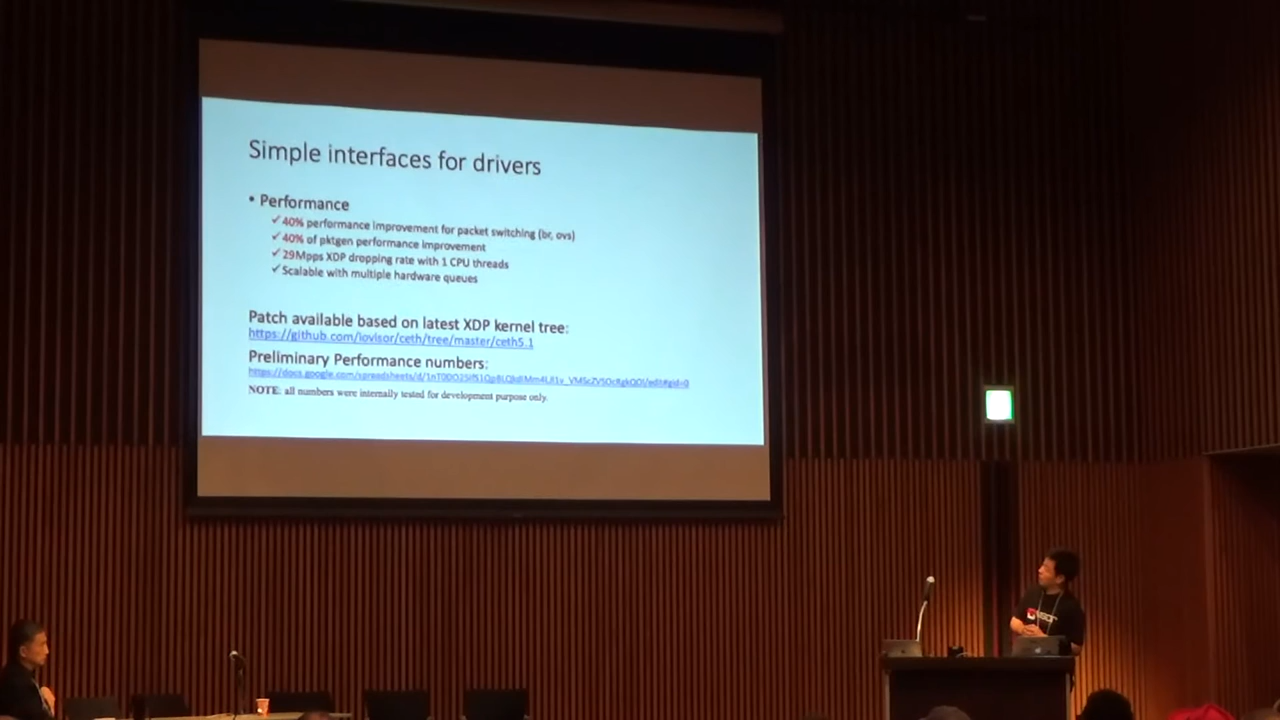 Simple interfaces for drivers
• Performance
✓40% performance improvement for packet switching (br, ovs)
✓40% of pktgen performance improvement
✓29Mpps XDP dropping rate with 1 CPU threads
✓Scalable with multiple hardware queues
Patch available based on latest XDP kernel tree:
https://github.com/iovisor/ceth/tree/master/ceth5.1
Preliminary Performance numbers:
NOTE: all numbers were internally tested for development purpose only.